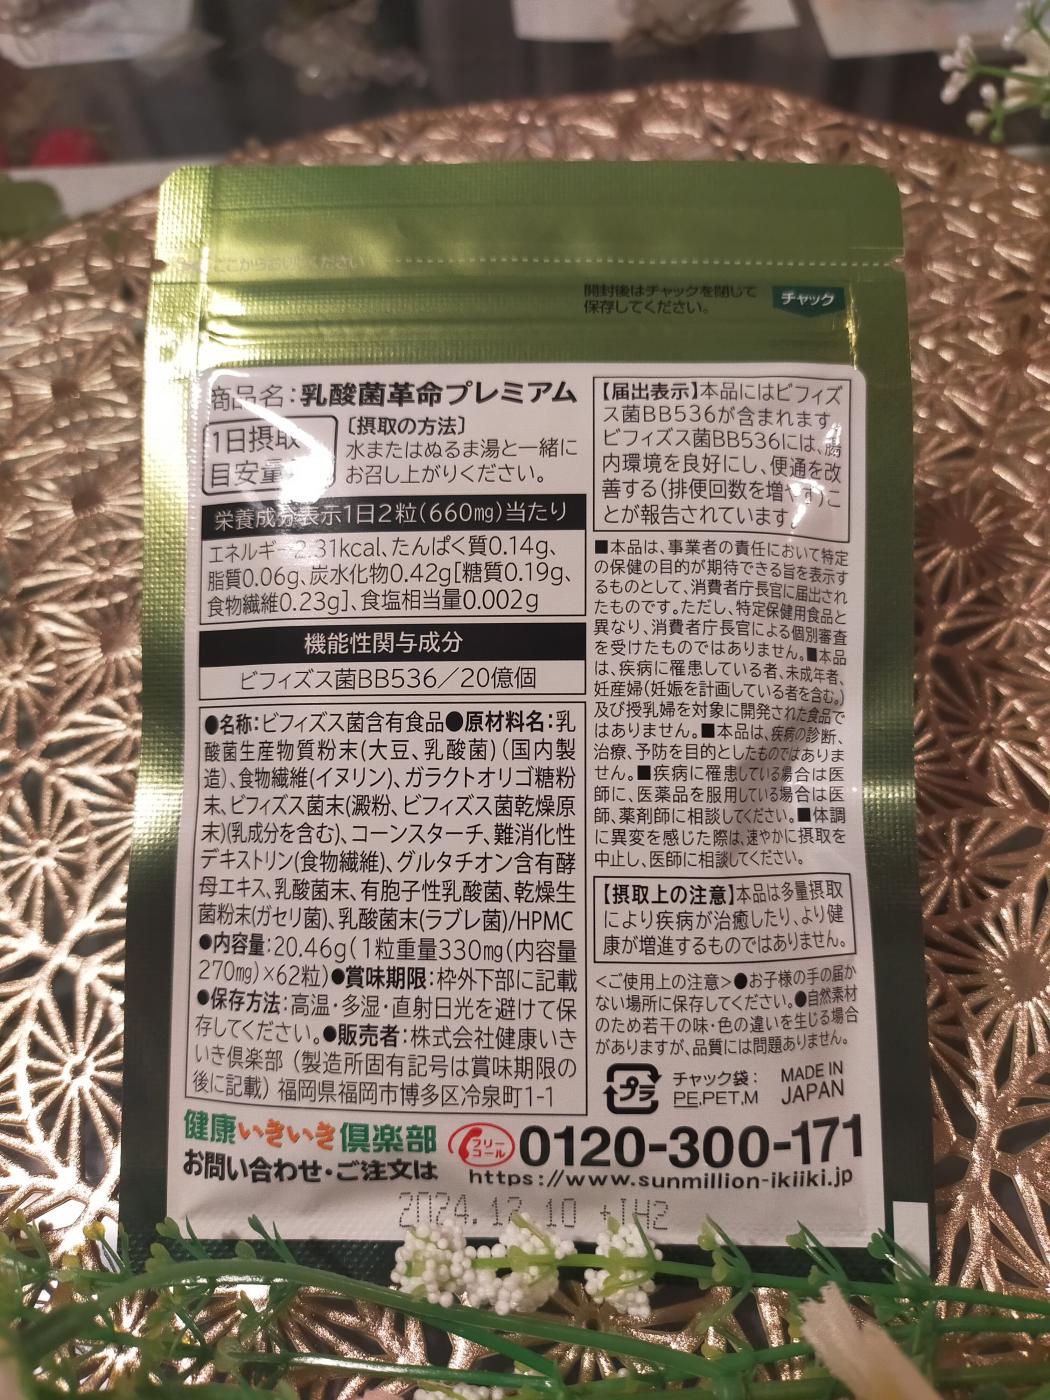 ここから
ください
開封後はチャックを閉じて
保存してください。
チャック
商品名:乳酸菌革命プレミアム
1日摂取
目安量
〔摂取の方法〕
水またはぬるま湯と一緒に
お召し上がりください。
栄養成分表示1日2粒(660mg)当たり
エネルギー2.31kcal、たんぱく質0.14g、
脂質0.06g、炭水化物0.42g[糖質0.19g、
食物繊維0.23g]、食塩相当量0.002g
機能性関与成分
ビフィズス菌BB536/20億個
●名称:ビフィズス菌含有食品●原材料名:乳
酸菌生産物質粉末(大豆、乳酸菌)(国内製
造)、食物繊維(イヌリン)、ガラクトオリゴ糖粉
末、ビフィズス菌末(澱粉、ビフィズス菌乾燥原
末)(乳成分を含む)、コーンスターチ、難消化性
デキストリン(食物繊維)、グルタチオン含有酵
母エキス、乳酸菌末、有胞子性乳酸菌、乾燥生
菌粉末(ガセリ菌)、乳酸菌末(ラブレ菌)/HPMC
●内容量:20.46g(1粒重量330mg(内容量
270mg)×62粒)●賞味期限:枠外下部に記載
●保存方法:高温・多湿・直射日光を避けて保
存してください。●販売者:株式会社健康いき
いき倶楽部(製造所固有記号は賞味期限の
後に記載)福岡県福岡市博多区冷泉町1-1
【届出表示】本品にはビフィズ
ス菌BB536が含まれます。
ビフィズス菌BB536には、腸
内環境を良好にし、便通を改
善する(排便回数を増やす)こ
とが報告されています。
■本品は、事業者の責任において特定
の保健の目的が期待できる旨を表示す
るものとして、消費者庁長官に届出され
たものです。ただし、特定保健用食品と
異なり、消費者庁長官による個別審査
を受けたものではありません。■本品
は、疾病に罹患している者、未成年者、
妊産婦(妊娠を計画している者を含む。)
及び授乳婦を対象に開発された食品で
はありません。■本品は、疾病の診断、
治療、予防を目的としたものではありま
せん。■疾病に罹患している場合は医
師に、医薬品を服用している場合は医
師、薬剤師に相談してください。■体調
に異変を感じた際は、速やかに摂取を
中止し、医師に相談してください。
【摂取上の注意】本品は多量摂取
により疾病が治癒したり、より健
康が増進するものではありません。
<ご使用上の注意>●お子様の手の届か
ない場所に保存してください。●自然素材
のため若干の味・色の違いを生じる場合
がありますが、品質には問題ありません。
プラ
チャック袋:
PE,PET,M
MADE IN
JAPAN
健康いきいき倶楽部
お問い合わせ・ご注文は
フリー
コール
0120-300-171
https://www.sunmillion-ikiiki.jp
2024.12.10 +IH2